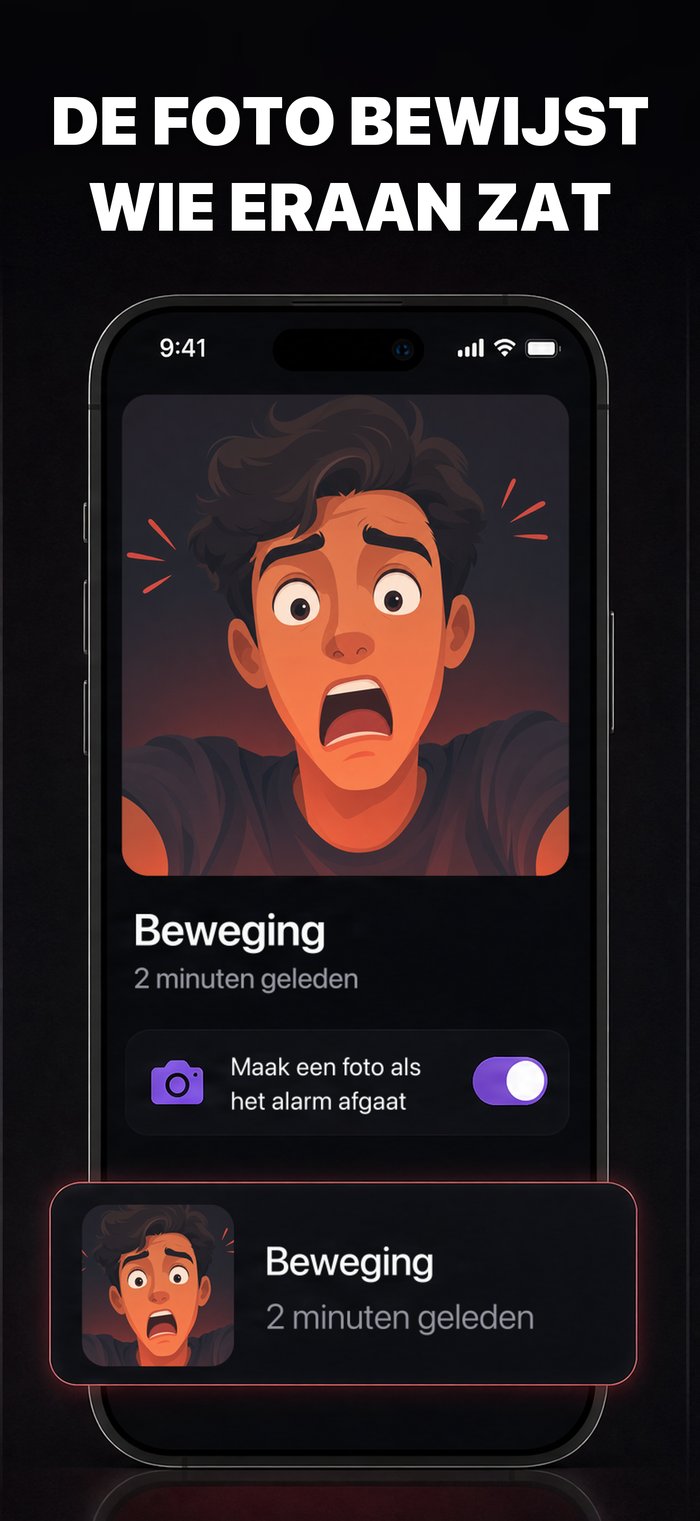 DE FOTO BEWIJST
WIE ERAAN ZAT
9:41
Beweging
2 minuten geleden
Maak een foto als
het alarm afgaat
Beweging
2 minuten geleden